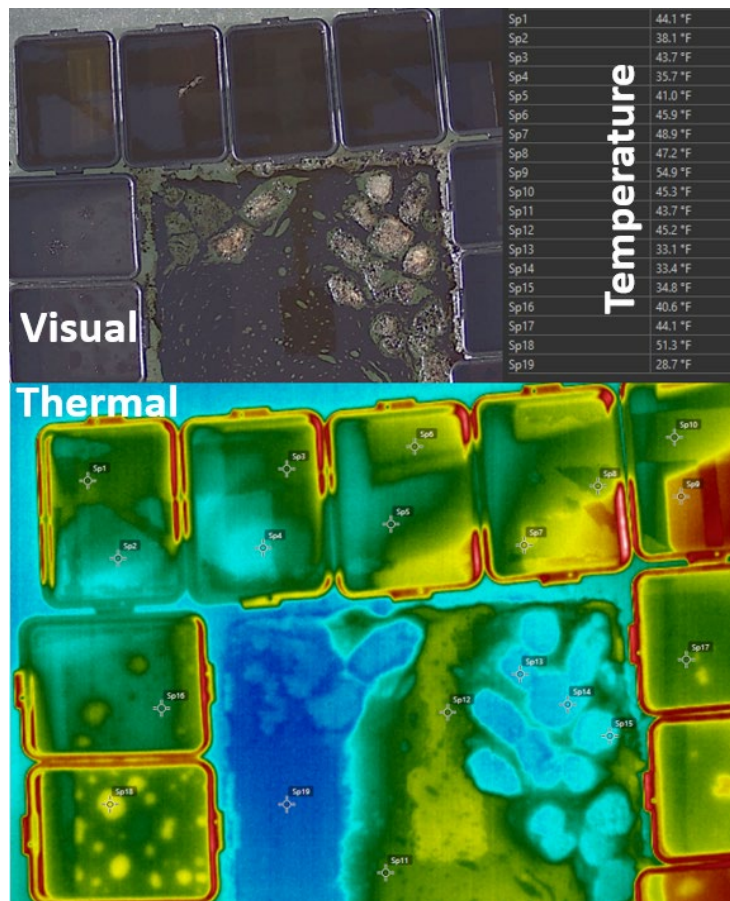 Sp1 44.1 °F
Sp2 38.1 °F
Sp3 43.7 °F
Sp4 35.7 °F
Sp5 41.0 °F
Sp6 45.9 °F
Sp7 48.9 °F
Sp8 47.2 °F
Sp9 54.9 °F
Sp10 45.3 °F
Sp11 43.7 °F
Sp12 45.2 °F
Sp13 33.1 °F
Sp14 33.4 °F
Sp15 34.8 °F
Sp16 40.6 °F
Sp17 44.1 °F
Sp18 51.3 °F
Sp19 28.7 °F
Temperature
Visual
Thermal
Sp10
Sp6
Sp3
Sp1
Sp8
Sp9
Sp5
Sp7
Sp4
Sp2
Sp17
Sp13
Sp16
Sp12
Sp14
Sp15
Sp18
Sp19
Sp11